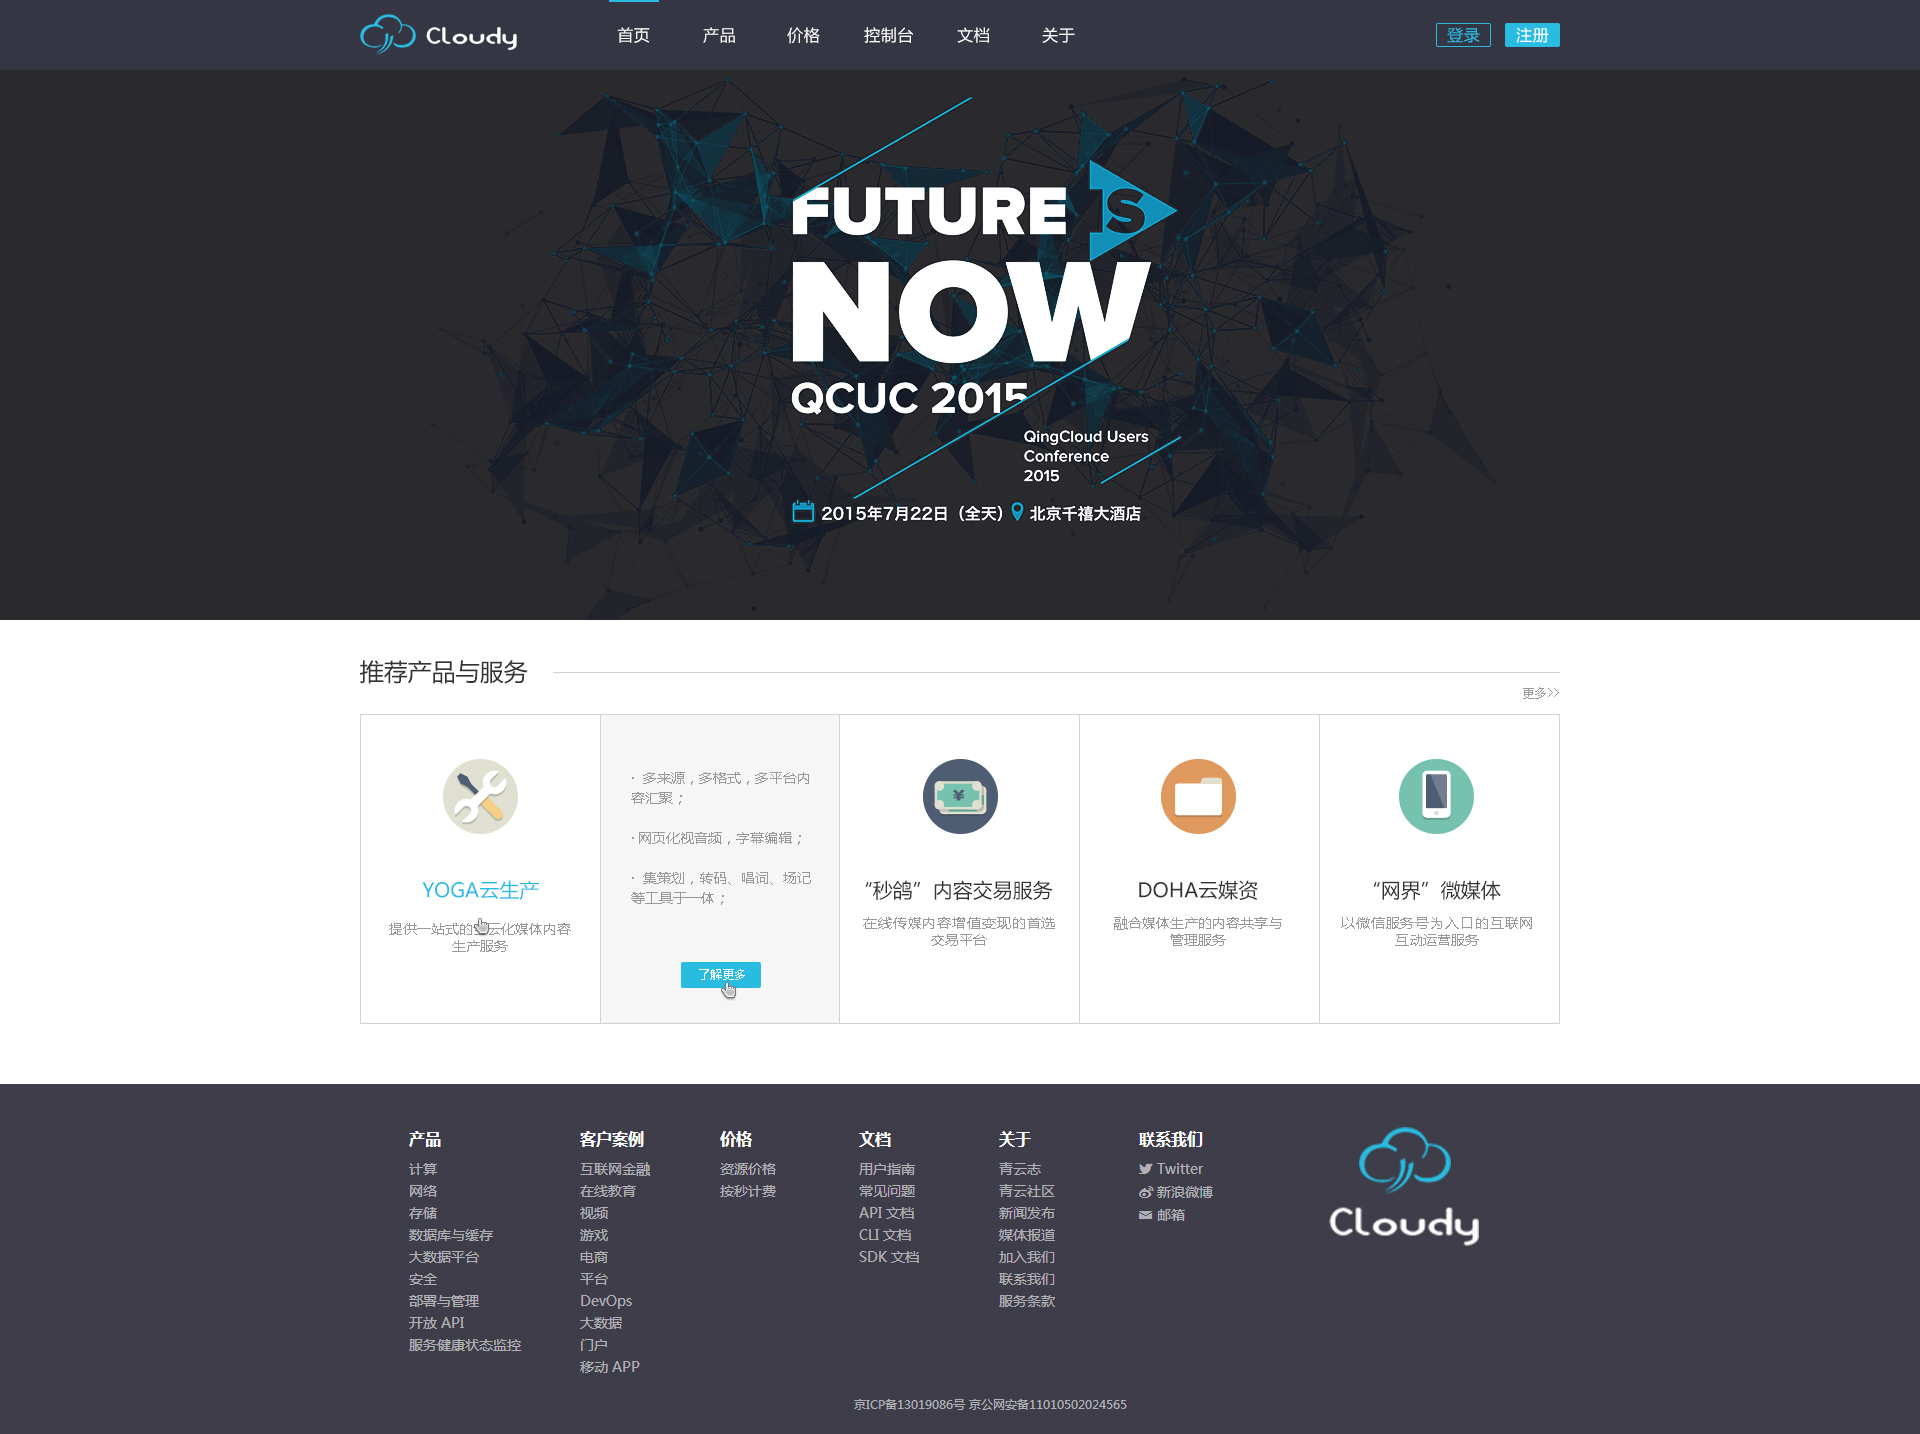 Cloudy
首页 产品 价格 控制台 文档 关于
登录 注册
FUTURE IS
NOW
QCUC 2015
QingCloud Users
Conference
2015
2015年7月22日（全天） 北京千禧大酒店
推荐产品与服务
更多>>
YOGA云生产
提供一站式的云化媒体内容
生产服务
· 多来源，多格式，多平台内
容汇聚；
· 网页化视音频，字幕编辑；
· 集策划，转码、唱词、场记
等工具于一体；
了解更多
¥
“秒鸽”内容交易服务
在线传媒内容增值变现的首选
交易平台
DOHA云媒资
融合媒体生产的内容共享与
管理服务
“网界”微媒体
以微信服务号为入口的互联网
互动运营服务
产品
计算
网络
存储
数据库与缓存
大数据平台
安全
部署与管理
开放 API
服务健康状态监控
客户案例
互联网金融
在线教育
视频
游戏
电商
平台
DevOps
大数据
门户
移动 APP
价格
资源价格
按秒计费
文档
用户指南
常见问题
API 文档
CLI 文档
SDK 文档
关于
青云志
青云社区
新闻发布
媒体报道
加入我们
联系我们
服务条款
联系我们
Twitter
新浪微博
邮箱
Cloudy
京ICP备13019086号 京公网安备11010502024565